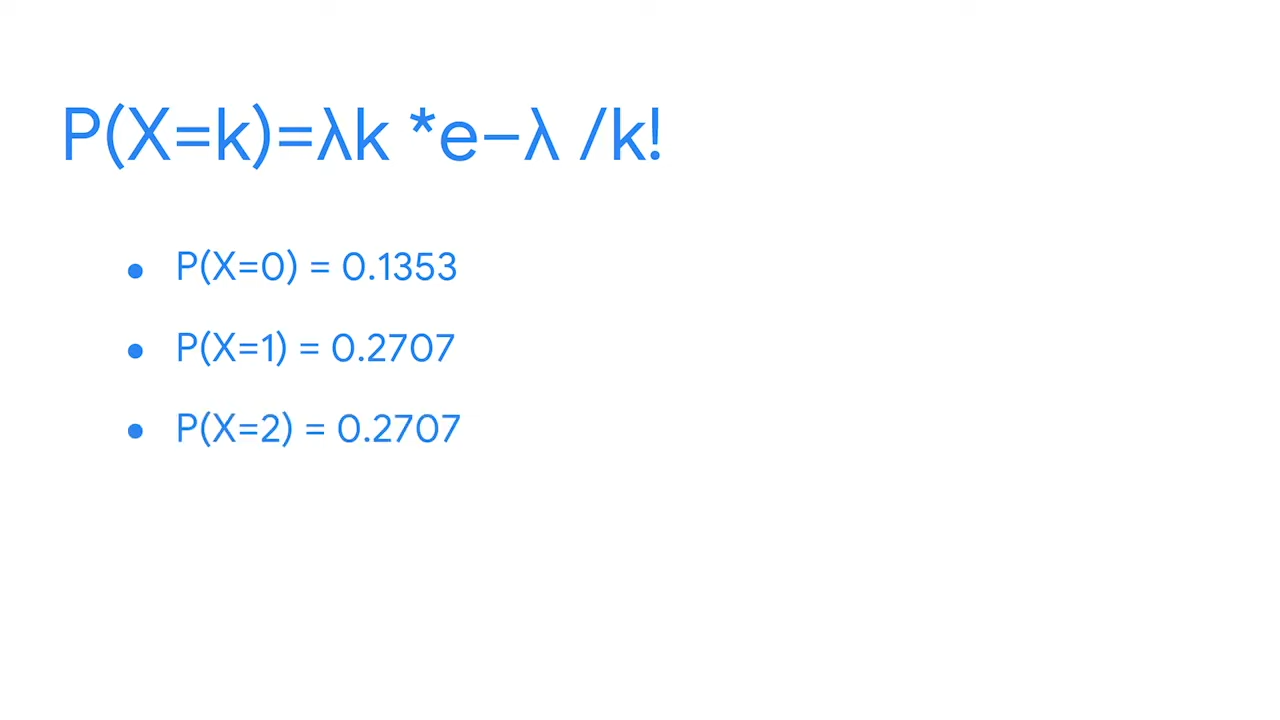 P(X=k)=λk *e−λ /k!
● P(X=0) = 0.1353
● P(X=1) = 0.2707
● P(X=2) = 0.2707